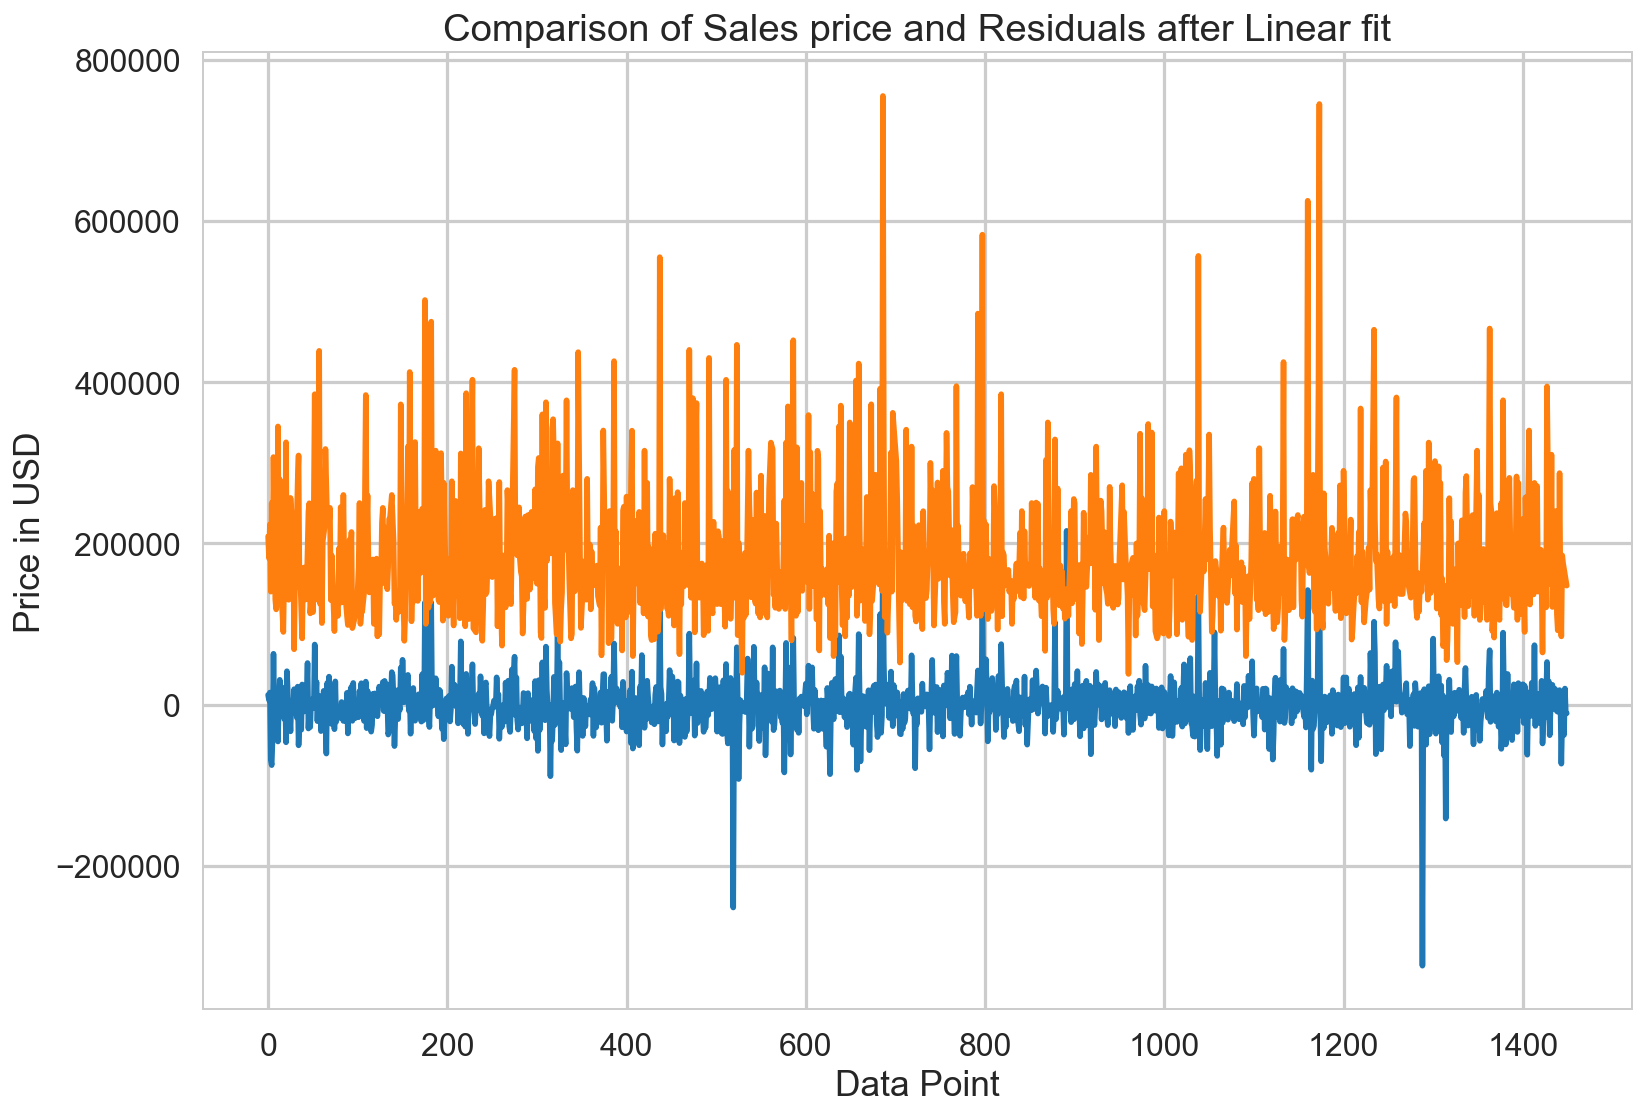 Comparison of Sales price and Residuals after Linear fit
800000
600000
400000
200000
0
−200000
Price in USD
0 200 400 600 800 1000 1200 1400
Data Point